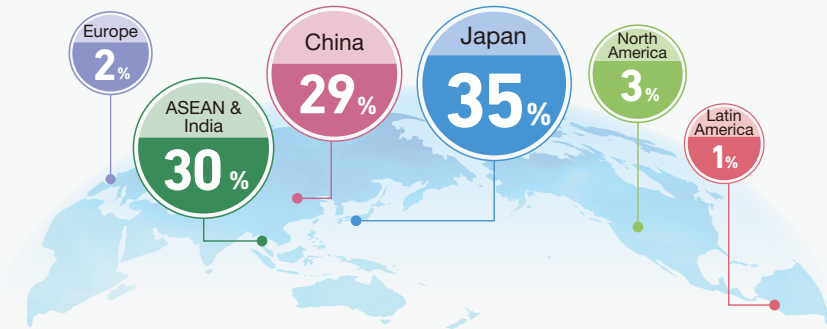 Europe
2%
ASEAN &
India
30 %
China
29%
Japan
35%
North
America
3%
Latin
America
1%